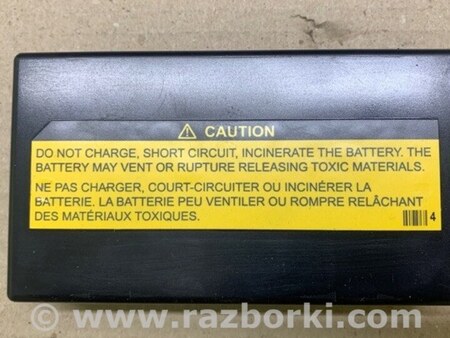 ⚠ CAUTION
DO NOT CHARGE, SHORT CIRCUIT, INCINERATE THE BATTERY. THE
BATTERY MAY VENT OR RUPTURE RELEASING TOXIC MATERIALS.
NE PAS CHARGER, COURT-CIRCUITER OU INCINÉRER LA
BATTERIE. LA BATTERIE PEU VENTILER OU ROMPRE RELÂCHANT
DES MATÉRIAUX TOXIQUES.
4
www.razborki.com